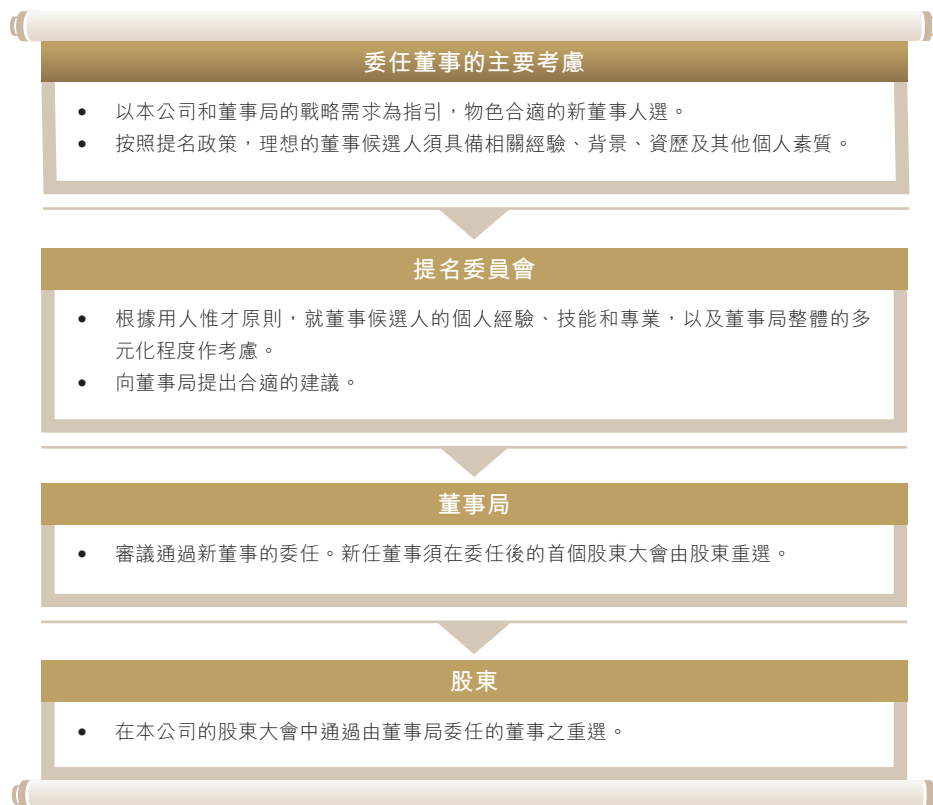 委任董事的主要考慮
• 以本公司和董事局的戰略需求為指引，物色合適的新董事人選。
• 按照提名政策，理想的董事候選人須具備相關經驗、背景、資歷及其他個人素質。
提名委員會
• 根據用人惟才原則，就董事候選人的個人經驗、技能和專業，以及董事局整體的多
元化程度作考慮。
• 向董事局提出合適的建議。
董事局
• 審議通過新董事的委任。新任董事須在委任後的首個股東大會由股東重選。
股東
• 在本公司的股東大會中通過由董事局委任的董事之重選。